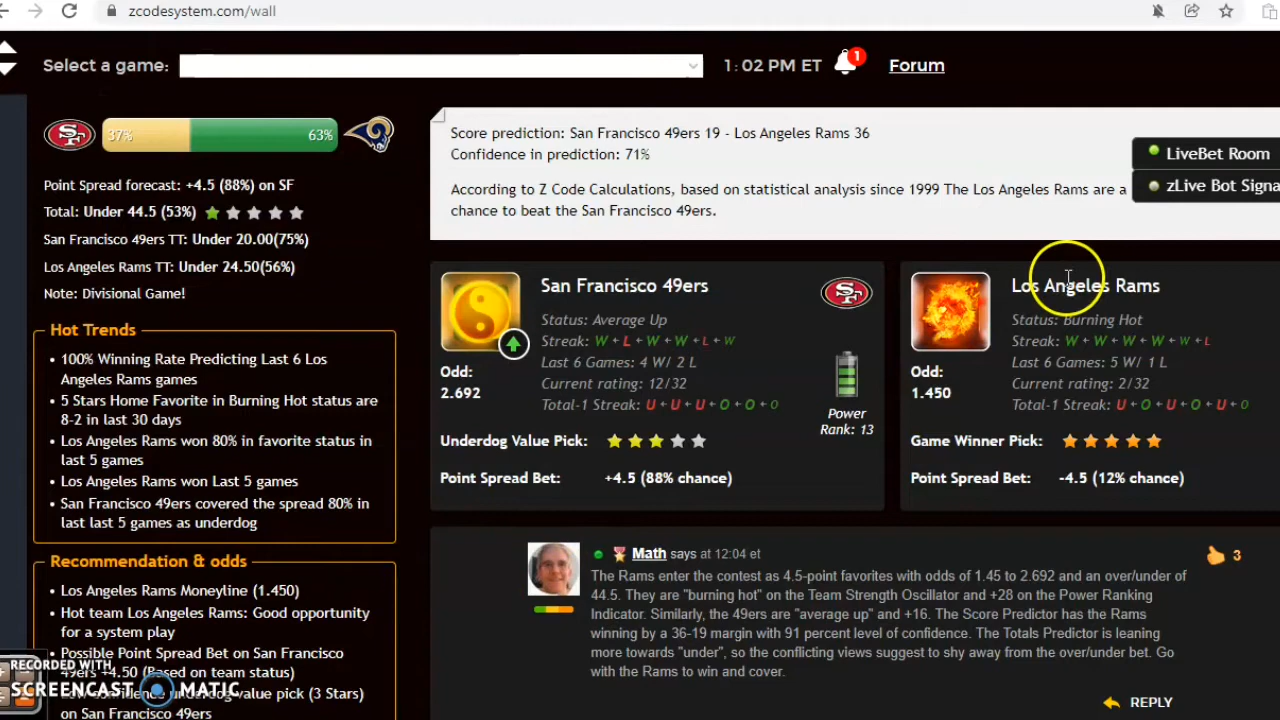 zcodesystem.com/wall
Select a game:
1:02 PM ET
1
Forum
37%
63%
Point Spread forecast: +4.5 (88%) on SF
Total: Under 44.5 (53%)
San Francisco 49ers TT: Under 20.00(75%)
Los Angeles Rams TT: Under 24.50(56%)
Note: Divisional Game!
Hot Trends
100% Winning Rate Predicting Last 6 Los
Angeles Rams games
5 Stars Home Favorite in Burning Hot status are
8-2 in last 30 days
Los Angeles Rams won 80% in favorite status in
last 5 games
Los Angeles Rams won Last 5 games
San Francisco 49ers covered the spread 80% in
last last 5 games as underdog
Recommendation & odds
Los Angeles Rams Moneyline (1.450)
Hot team Los Angeles Rams: Good opportunity
for a system play
Possible Point Spread Bet on San Francisco
49ers +4.50 (Based on team status)
underdog value pick (3 Stars)
on San Francisco 49ers
RECORDED WITH
SCREENCAST MATIC
Score prediction: San Francisco 49ers 19 - Los Angeles Rams 36
Confidence in prediction: 71%
According to Z Code Calculations, based on statistical analysis since 1999 The Los Angeles Rams are a
chance to beat the San Francisco 49ers.
LiveBet Room
zLive Bot Signa
San Francisco 49ers
Status: Average Up
Streak: W L W W L W
Last 6 Games: 4 W/ 2 L
Current rating: 12/32
Total-1 Streak: U U U O O O
Odd:
2.692
Power
Rank: 13
Underdog Value Pick:
Point Spread Bet: +4.5 (88% chance)
Los Angeles Rams
Status: Burning Hot
Streak: W W W W W L
Last 6 Games: 5 W/ 1 L
Current rating: 2/32
Total-1 Streak: U O U O U O
Odd:
1.450
Game Winner Pick:
Point Spread Bet: -4.5 (12% chance)
Math says at 12:04 et
3
The Rams enter the contest as 4.5-point favorites with odds of 1.45 to 2.692 and an over/under of
44.5. They are "burning hot" on the Team Strength Oscillator and +28 on the Power Ranking
Indicator. Similarly, the 49ers are "average up" and +16. The Score Predictor has the Rams
winning by a 36-19 margin with 91 percent level of confidence. The Totals Predictor is leaning
more towards "under", so the conflicting views suggest to shy away from the over/under bet. Go
with the Rams to win and cover.
REPLY